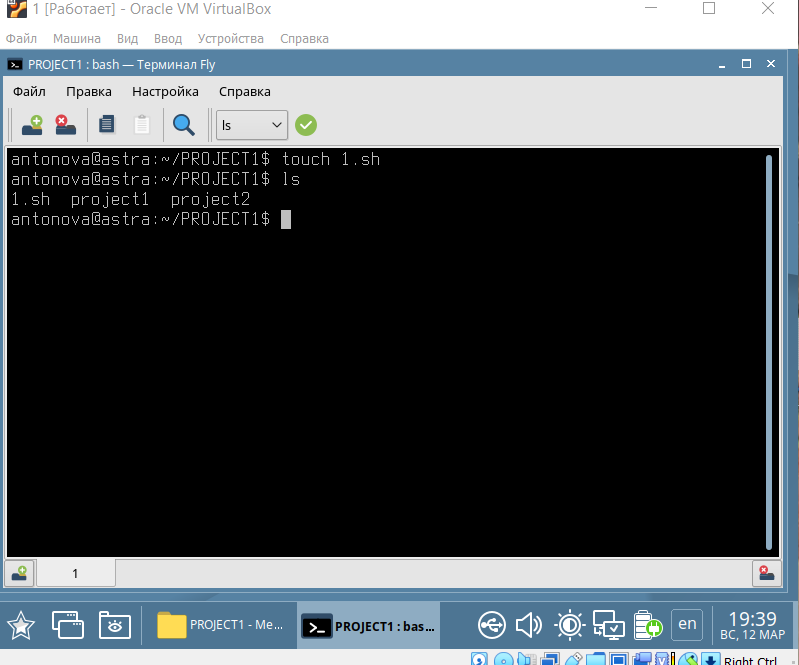 1 [Работает] - Oracle VM VirtualBox
Файл Машина Вид Ввод Устройства Справка
PROJECT1 : bash — Терминал Fly
Файл Правка Настройка Справка
ls
antonova@astra:~/PROJECT1$ touch 1.sh
antonova@astra:~/PROJECT1$ ls
1.sh project1 project2
antonova@astra:~/PROJECT1$
1
PROJECT1 - Ме...
PROJECT1 : bas...
en
19:39
ВС, 12 МАР
Right Ctrl